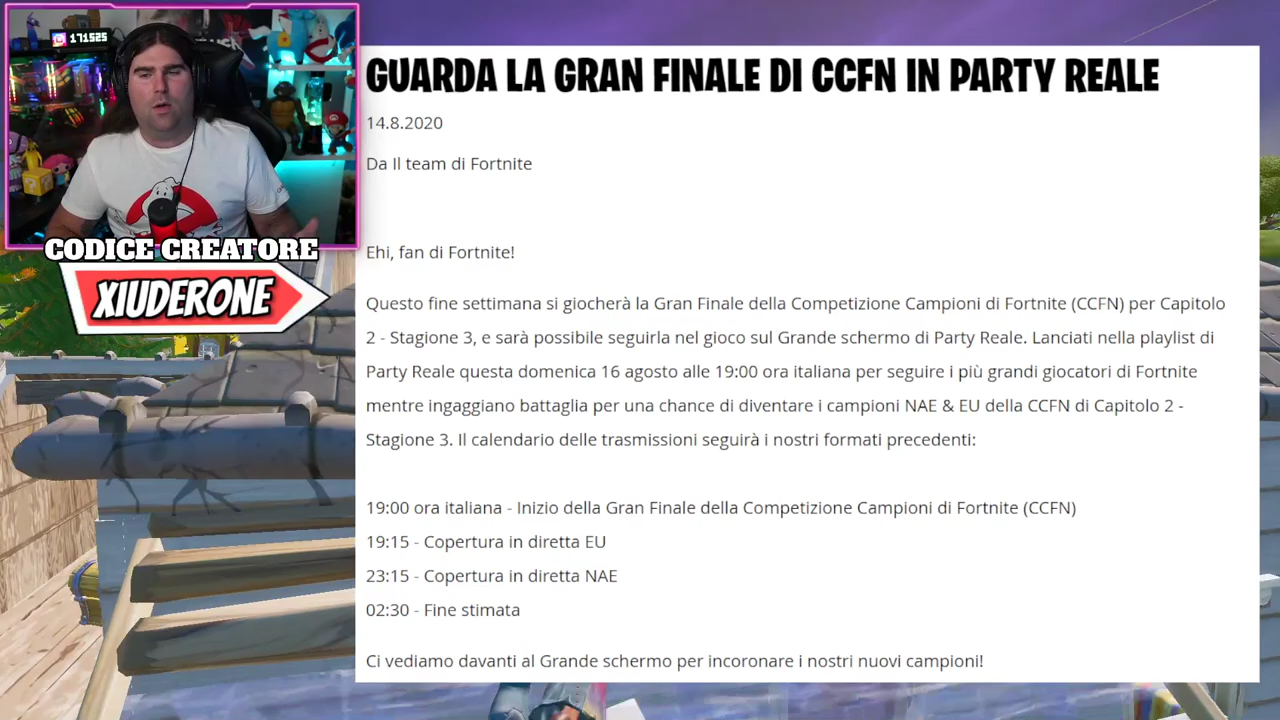 171525
CODICE CREATORE
XIUDERONE
GUARDA LA GRAN FINALE DI CCFN IN PARTY REALE
14.8.2020
Da Il team di Fortnite
Ehi, fan di Fortnite!
Questo fine settimana si giocherà la Gran Finale della Competizione Campioni di Fortnite (CCFN) per Capitolo
2 - Stagione 3, e sarà possibile seguirla nel gioco sul Grande schermo di Party Reale. Lanciati nella playlist di
Party Reale questa domenica 16 agosto alle 19:00 ora italiana per seguire i più grandi giocatori di Fortnite
mentre ingaggiano battaglia per una chance di diventare i campioni NAE & EU della CCFN di Capitolo 2 -
Stagione 3. Il calendario delle trasmissioni seguirà i nostri formati precedenti:
19:00 ora italiana - Inizio della Gran Finale della Competizione Campioni di Fortnite (CCFN)
19:15 - Copertura in diretta EU
23:15 - Copertura in diretta NAE
02:30 - Fine stimata
Ci vediamo davanti al Grande schermo per incoronare i nostri nuovi campioni!